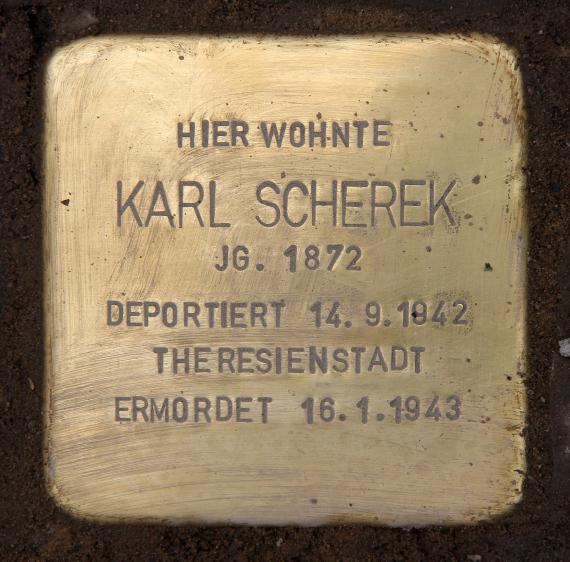 HIER WOHNTE
KARL SCHEREK
JG. 1872
DEPORTIERT 14.9.1942
THERESIENSTADT
ERMORDET 16.1.1943